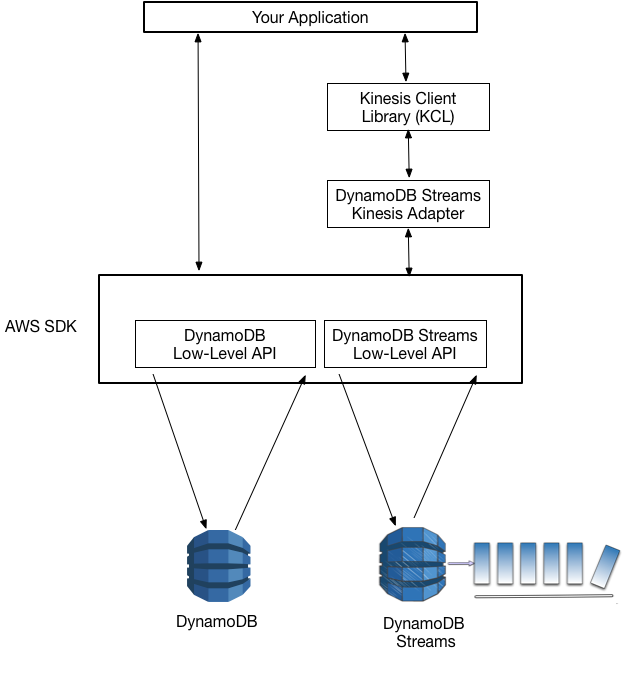 Your Application
Kinesis Client
Library (KCL)
DynamoDB Streams
Kinesis Adapter
AWS SDK
DynamoDB
Low-Level API
DynamoDB Streams
Low-Level API
DynamoDB
DynamoDB
Streams